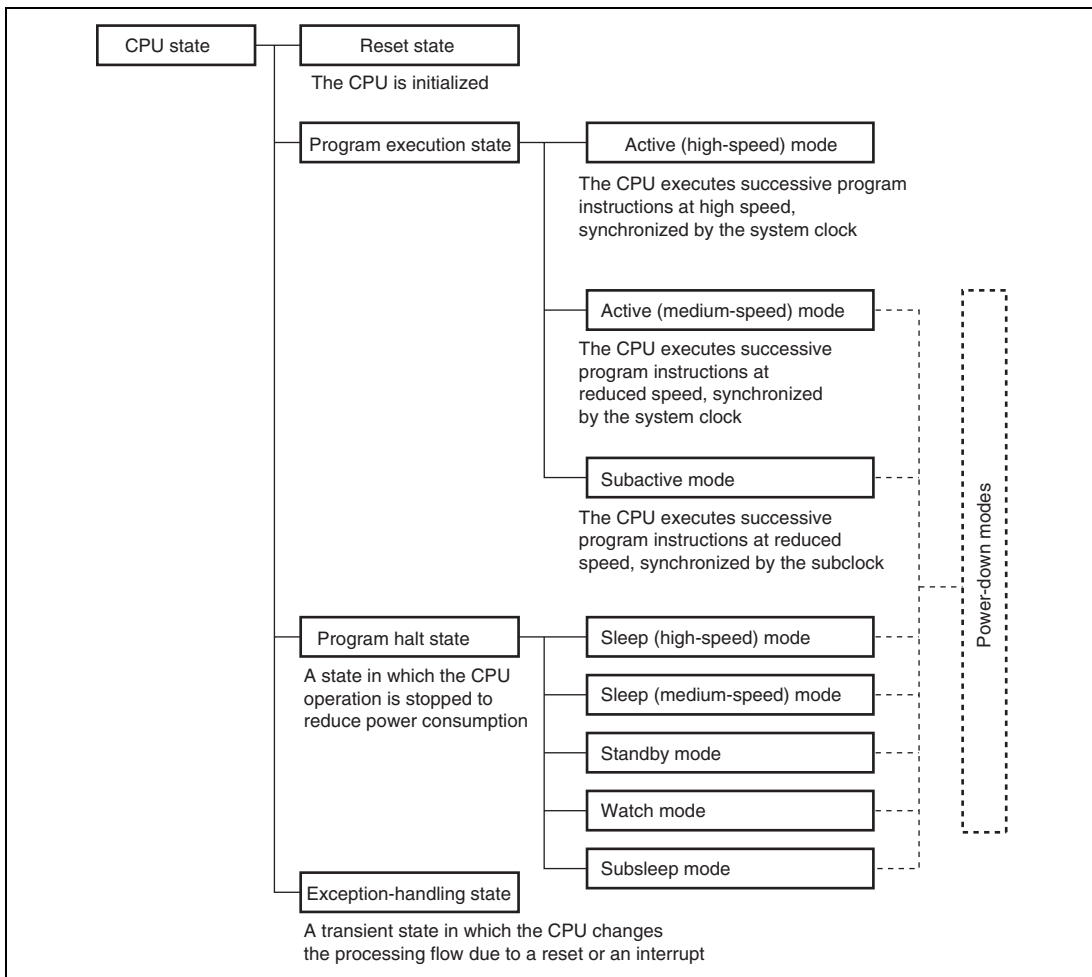 CPU state
Reset state
The CPU is initialized
Program execution state
Active (high-speed) mode
The CPU executes successive program
instructions at high speed,
synchronized by the system clock
Active (medium-speed) mode
The CPU executes successive
program instructions at
reduced speed, synchronized
by the system clock
Subactive mode
The CPU executes successive
program instructions at reduced
speed, synchronized by the subclock
Power-down modes
Program halt state
A state in which the CPU
operation is stopped to
reduce power consumption
Sleep (high-speed) mode
Sleep (medium-speed) mode
Standby mode
Watch mode
Subsleep mode
Exception-handling state
A transient state in which the CPU changes
the processing flow due to a reset or an interrupt